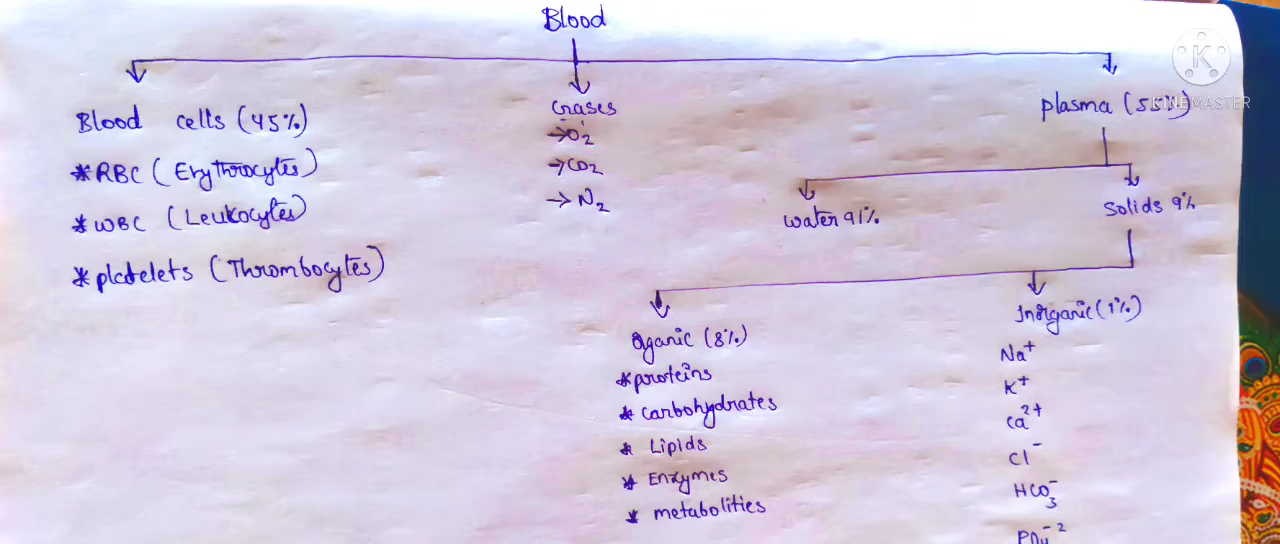 Blood
Blood cells (45%)
*RBC (Erythrocytes)
*WBC (Leukocytes)
*platelets (Thrombocytes)
Gases
→O2
→CO2
→N2
plasma (55%)
K
KINEMASTER
water 91%
Solids 9%
organic (8%)
*proteins
* carbohydrates
* Lipids
* Enzymes
* metabolities
Inorganic (1%)
Na+
K+
Ca2+
Cl-
HCO3-
PO4-2